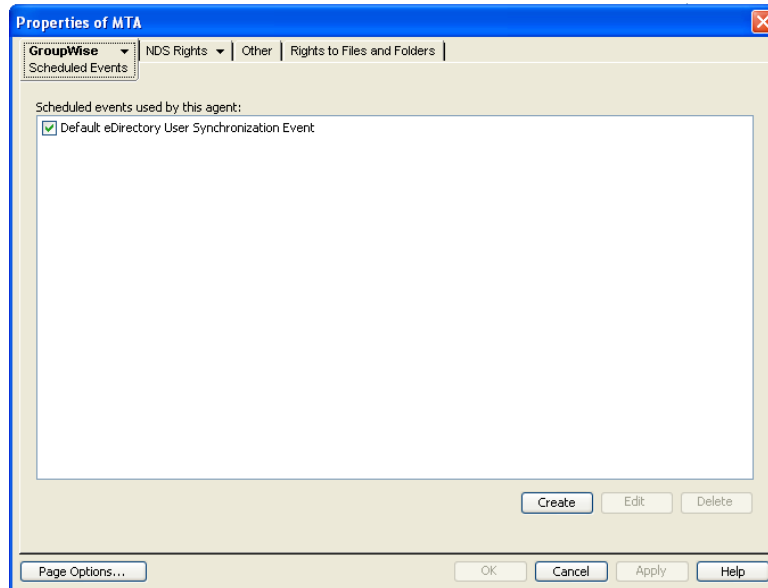 Properties of MTA
GroupWise
NDS Rights
Other
Rights to Files and Folders
Scheduled Events
Scheduled events used by this agent:
Default eDirectory User Synchronization Event
Create
Edit
Delete
Page Options...
OK
Cancel
Apply
Help